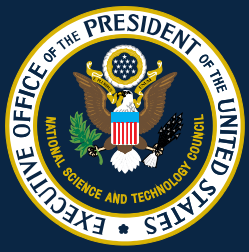 EXECUTIVE OFFICE OF THE PRESIDENT OF THE UNITED STATES
NATIONAL SCIENCE AND TECHNOLOGY COUNCIL